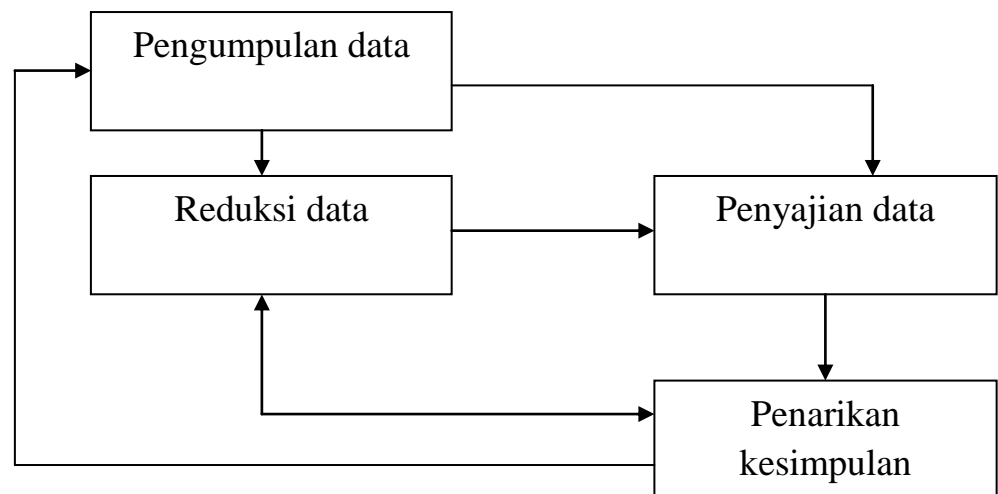 Pengumpulan data
Reduksi data
Penyajian data
Penarikan
kesimpulan